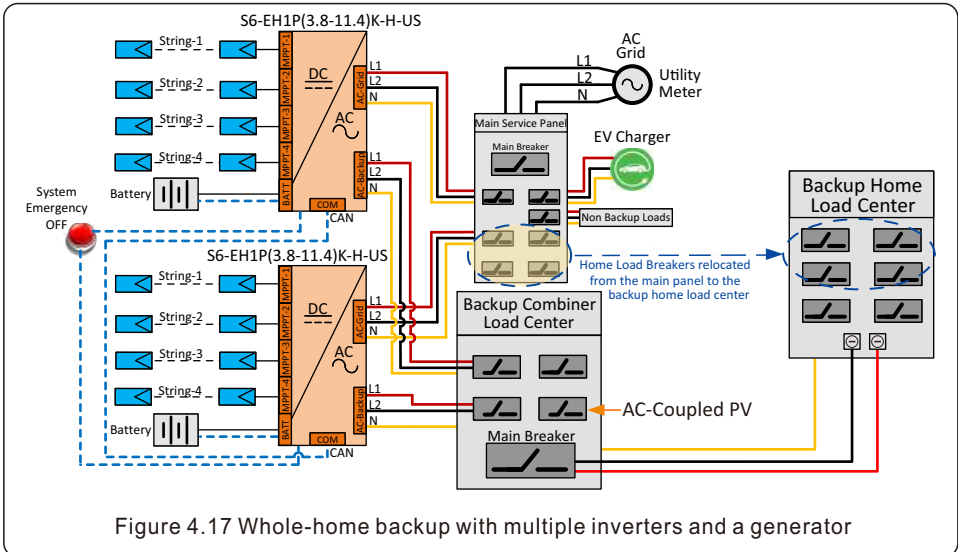 S6-EH1P(3.8-11.4)K-H-US
String-1
String-2
String-3
String-4
Battery
MPPT-1
MPPT-2
MPPT-3
MPPT-4
BATT
DC
AC
COM
CAN
AC-Grid
AC-Backup
L1
L2
N
L1
L2
N
System
Emergency
OFF
S6-EH1P(3.8-11.4)K-H-US
String-1
String-2
String-3
String-4
Battery
MPPT-1
MPPT-2
MPPT-3
MPPT-4
BATT
DC
AC
COM
CAN
AC-Grid
AC-Backup
L1
L2
N
L1
L2
N
AC
Grid
L1
L2
N
Utility
Meter
Main Service Panel
Main Breaker
EV Charger
Non Backup Loads
Home Load Breakers relocated
from the main panel to the
backup home load center
Backup Home
Load Center
Backup Combiner
Load Center
AC-Coupled PV
Main Breaker
Figure 4.17 Whole-home backup with multiple inverters and a generator